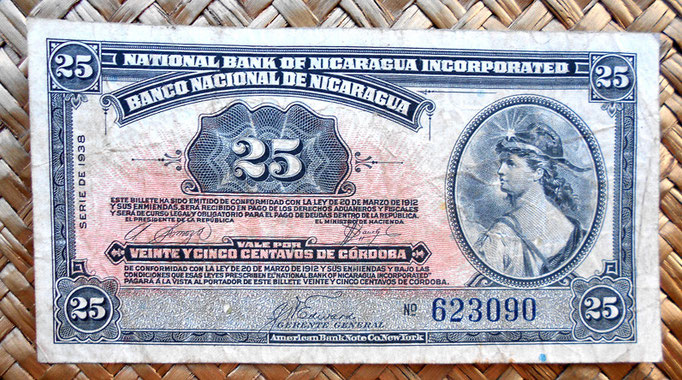 25 NATIONAL BANK OF NICARAGUA INCORPORATED 25
BANCO NACIONAL DE NICARAGUA
SERIE DE 1938
25
ESTE BILLETE HA SIDO EMITIDO DE CONFORMIDAD CON LA LEY DE 20 DE MARZO DE 1912
Y SUS ENMIENDAS, SERÁ RECIBIDO EN PAGO DE LOS DERECHOS ADUANEROS Y FISCALES
Y SERÁ DE CURSO LEGAL Y OBLIGATORIO PARA EL PAGO DE DEUDAS DENTRO DE LA REPÚBLICA.
EL PRESIDENTE DE LA REPÚBLICA EL MINISTRO DE HACIENDA
VALE POR
VEINTE Y CINCO CENTAVOS DE CÓRDOBA
DE CONFORMIDAD CON LA LEY DE 20 DE MARZO DE 1912 Y SUS ENMIENDAS Y BAJO LAS
CONDICIONES QUE ESAS LEYES PRESCRIBEN EL "NATIONAL BANK OF NICARAGUA INCORPORATED"
PAGARÁ A LA VISTA AL PORTADOR DE ESTE BILLETE VEINTE Y CINCO CENTAVOS DE CÓRDOBA.
25 No 623090 25
GERENTE GENERAL
American Bank Note Co. New York